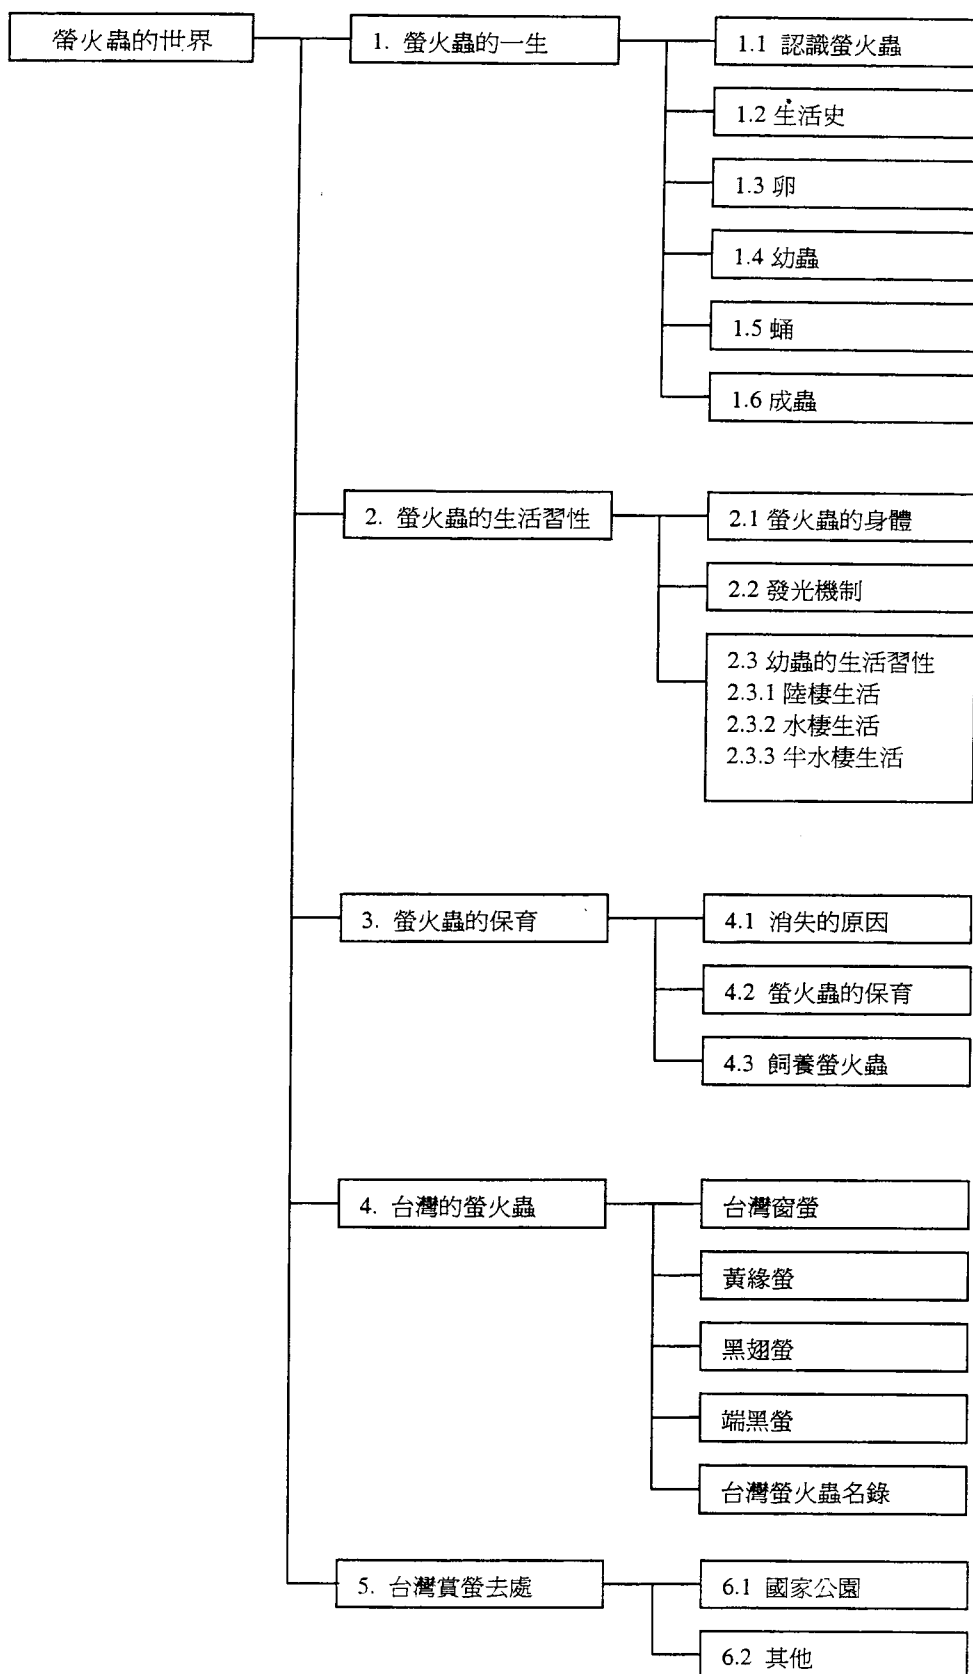 螢火蟲的世界
1. 螢火蟲的一生
1.1 認識螢火蟲
1.2 生活史
1.3 卵
1.4 幼蟲
1.5 蛹
1.6 成蟲
2. 螢火蟲的生活習性
2.1 螢火蟲的身體
2.2 發光機制
2.3 幼蟲的生活習性
2.3.1 陸棲生活
2.3.2 水棲生活
2.3.3 半水棲生活
3. 螢火蟲的保育
4.1 消失的原因
4.2 螢火蟲的保育
4.3 飼養螢火蟲
4. 台灣的螢火蟲
台灣窗螢
黃緣螢
黑翅螢
端黑螢
台灣螢火蟲名錄
5. 台灣賞螢去處
6.1 國家公園
6.2 其他